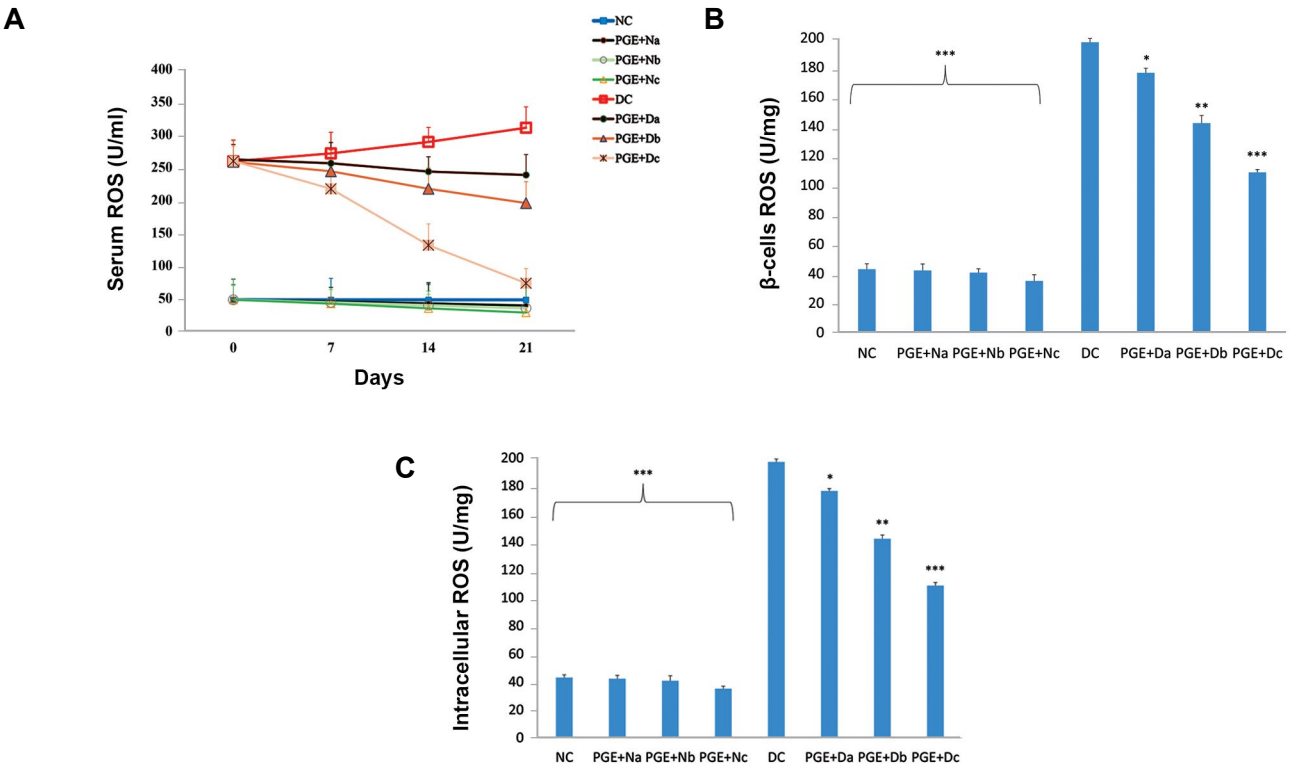 A
NC
PGE+Na
PGE+Nb
PGE+Nc
DC
PGE+Da
PGE+Db
PGE+Dc
Serum ROS (U/ml)
400
350
300
250
200
150
100
50
0
0 7 14 21
Days
B
β-cells ROS (U/mg)
200
180
160
140
120
100
80
60
40
20
0
***
*
**
***
NC PGE+Na PGE+Nb PGE+Nc DC PGE+Da PGE+Db PGE+Dc
C
Intracellular ROS (U/mg)
200
180
160
140
120
100
80
60
40
20
0
***
*
**
***
NC PGE+Na PGE+Nb PGE+Nc DC PGE+Da PGE+Db PGE+Dc